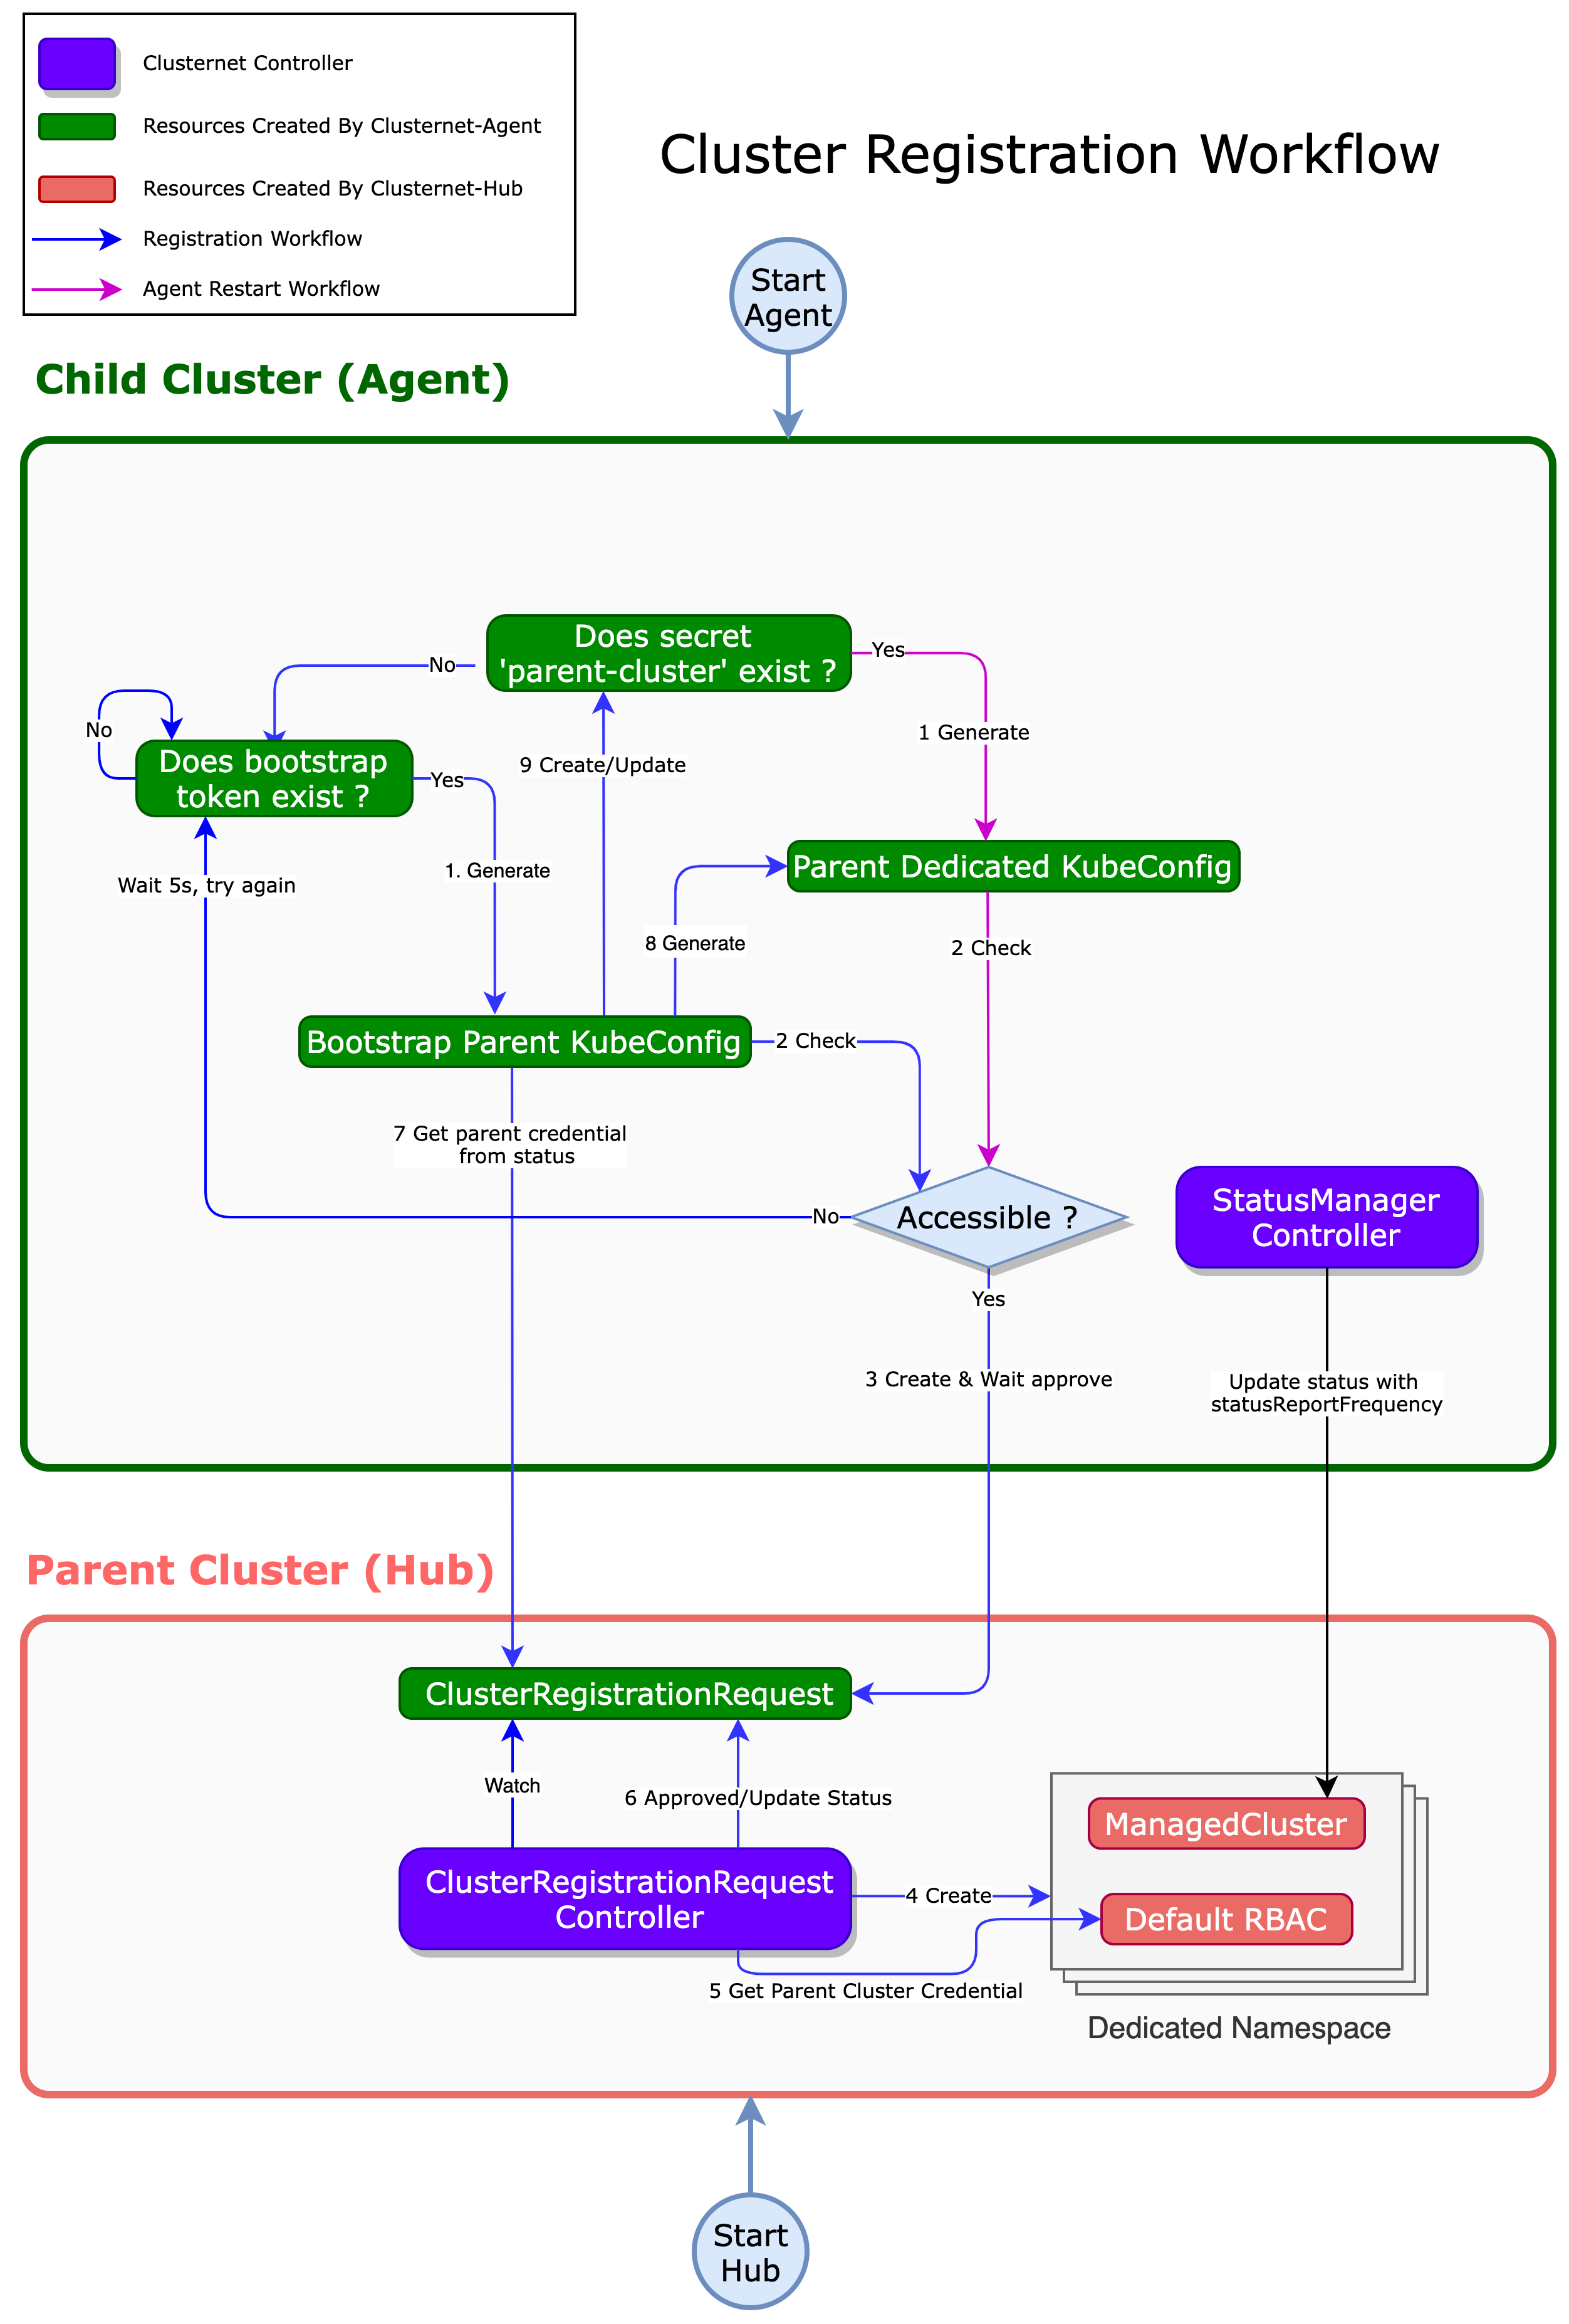 Clusternet Controller
Resources Created By Clusternet-Agent
Resources Created By Clusternet-Hub
Registration Workflow
Agent Restart Workflow
Cluster Registration Workflow
Start
Agent
Child Cluster (Agent)
Does secret
'parent-cluster' exist ?
No
Yes
No
Does bootstrap
token exist ?
Yes
9 Create/Update
1 Generate
1. Generate
Wait 5s, try again
Parent Dedicated KubeConfig
8 Generate
2 Check
Bootstrap Parent KubeConfig
2 Check
7 Get parent credential
from status
No
Accessible ?
StatusManager
Controller
Yes
3 Create & Wait approve
Update status with
statusReportFrequency
Parent Cluster (Hub)
ClusterRegistrationRequest
Watch
6 Approved/Update Status
ManagedCluster
ClusterRegistrationRequest
Controller
4 Create
Default RBAC
5 Get Parent Cluster Credential
Dedicated Namespace
Start
Hub